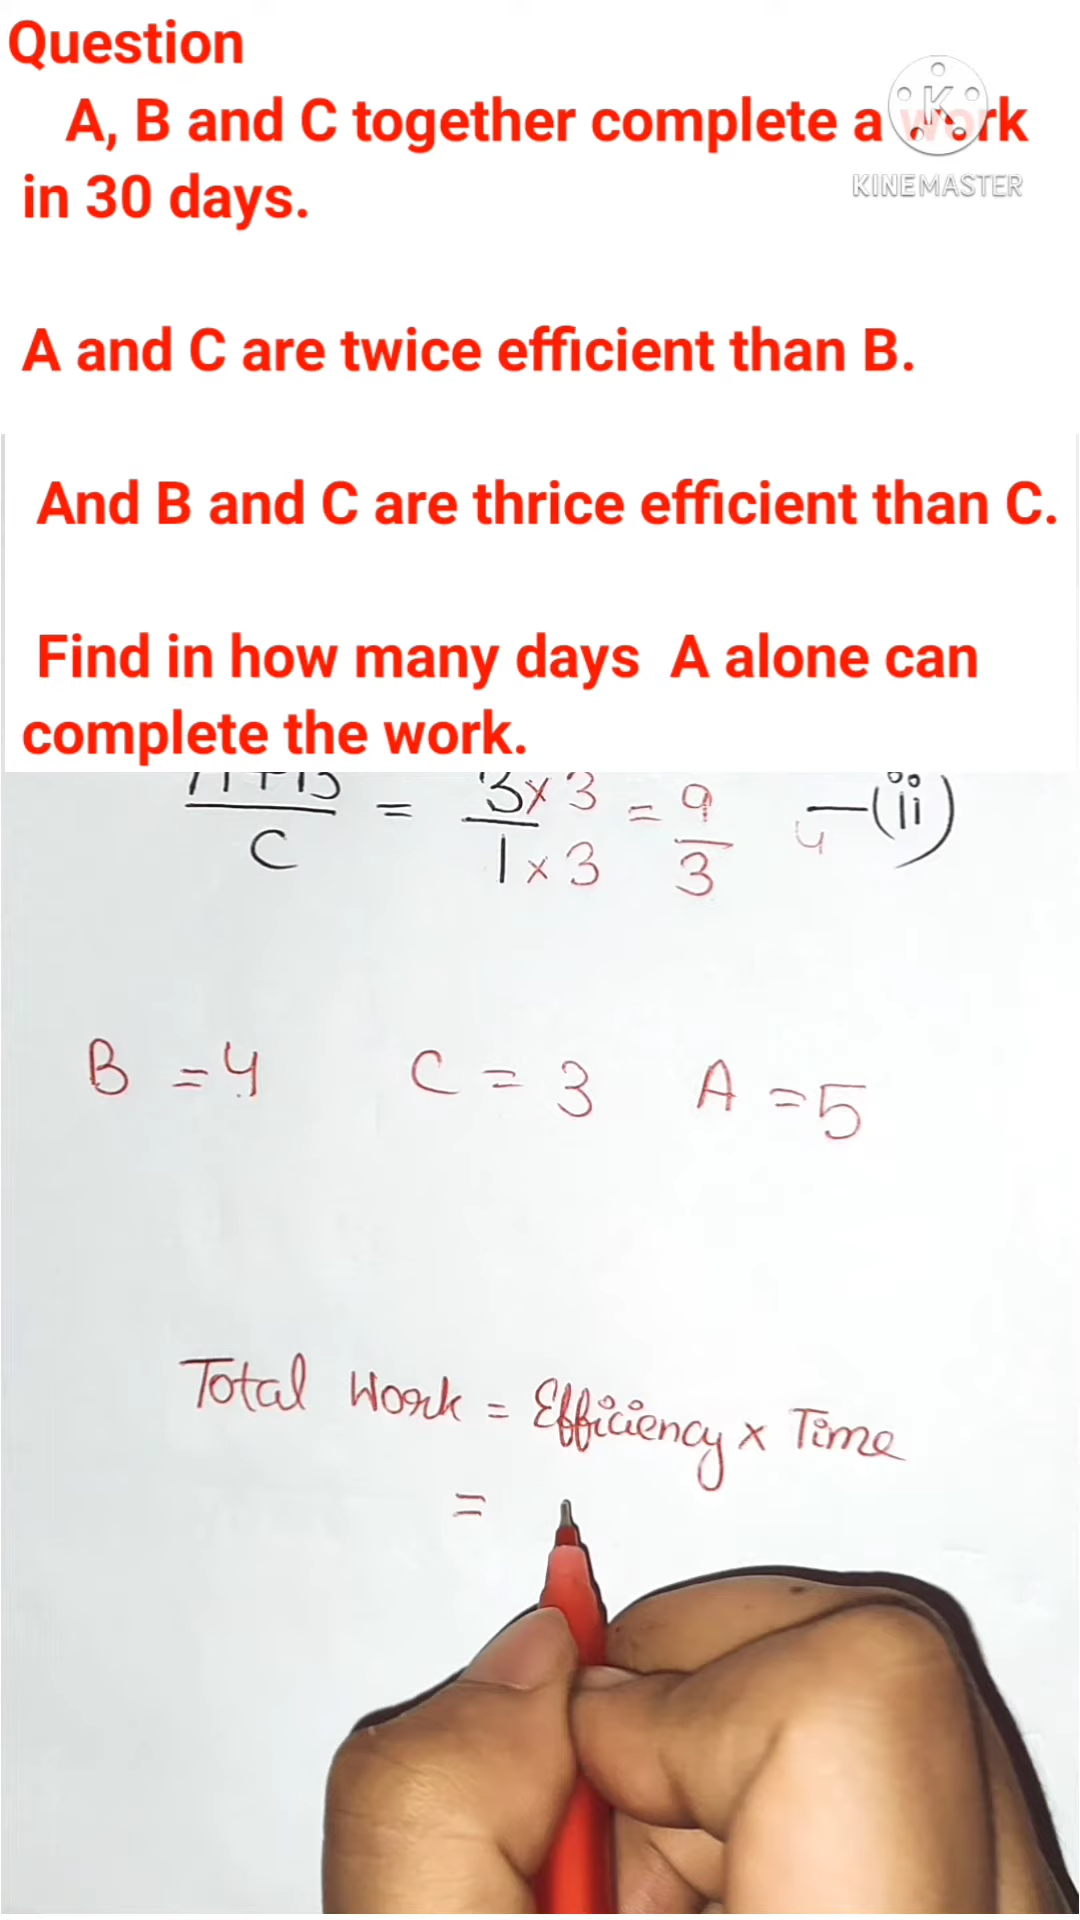 Question
A, B and C together complete a work
KINEMASTER
in 30 days.
A and C are twice efficient than B.
And B and C are thrice efficient than C.
Find in how many days A alone can
complete the work.
A+B/C = 3×3/1×3 = 9/3 4 —(ii)
B = 4 C = 3 A = 5
Total Work = Efficiency × Time
=